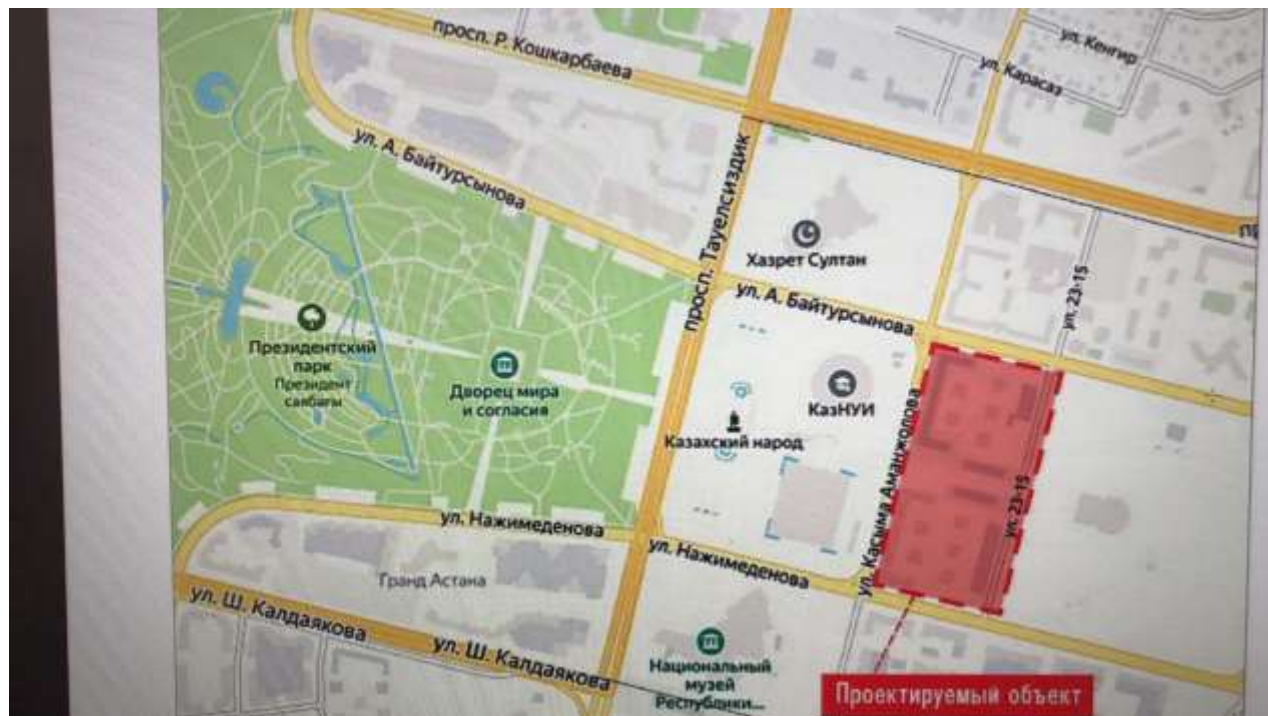 просп. Р. Кошкарбаева
ул. Кенгир
ул. Карасаз
ул. А. Байтурсынова
просп. Тауелсиздик
Хазрет Султан
ул. А. Байтурсынова
ул. 23-15
Президентский
парк
Президент
саябағы
Дворец мира
и согласия
КазНУИ
Казахский народ
ул. Касыма Аманжолова
ул. 23-15
ул. Нажимеденова
ул. Нажимеденова
Гранд Астана
ул. Ш. Калдаякова
ул. Ш. Калдаякова
Национальный
музей
Республики...
Проектируемый объект